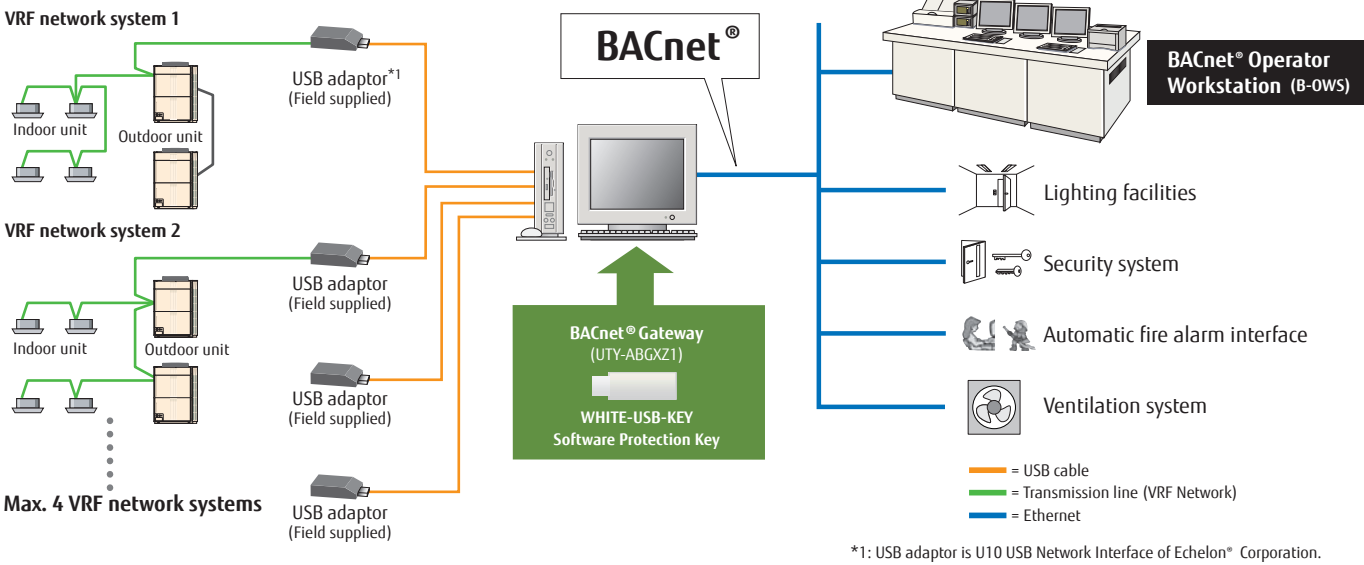 VRF network system 1
USB adaptor*1
(Field supplied)
Indoor unit
Outdoor unit
VRF network system 2
USB adaptor
(Field supplied)
Indoor unit
Outdoor unit
USB adaptor
(Field supplied)
Max. 4 VRF network systems
USB adaptor
(Field supplied)
BACnet®
BACnet® Gateway
(UTY-ABGXZ1)
WHITE-USB-KEY
Software Protection Key
BACnet® Operator
Workstation (B-OWS)
Lighting facilities
Security system
Automatic fire alarm interface
Ventilation system
= USB cable
= Transmission line (VRF Network)
= Ethernet
*1: USB adaptor is U10 USB Network Interface of Echelon® Corporation.